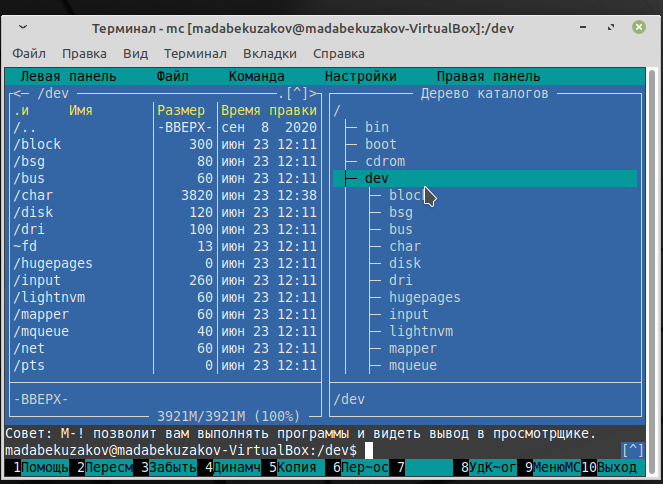 Терминал - mc [madabekuzakov@madabekuzakov-VirtualBox]:/dev
Файл Правка Вид Терминал Вкладки Справка
Левая панель Файл Команда Настройки Правая панель
<─ /dev .[^]> Дерево каталогов
.и Имя Размер Время правки /
/.. -ВВЕРХ- сен 8 2020 bin
/block 300 июн 23 12:11 boot
/bsg 80 июн 23 12:11 cdrom
/bus 60 июн 23 12:11 dev
/char 3820 июн 23 12:38 block
/disk 120 июн 23 12:11 bsg
/dri 100 июн 23 12:11 bus
~fd 13 июн 23 12:11 char
/hugepages 0 июн 23 12:11 disk
/input 260 июн 23 12:11 dri
/lightnvm 60 июн 23 12:11 hugepages
/mapper 60 июн 23 12:11 input
/mqueue 40 июн 23 12:11 lightnvm
/net 60 июн 23 12:11 mapper
/pts 0 июн 23 12:11 mqueue
-ВВЕРХ- /dev
3921M/3921M (100%)
Совет: M-! позволит вам выполнять программы и видеть вывод в просмотрщике.
madabekuzakov@madabekuzakov-VirtualBox:/dev$ [^]
1Помощь 2Пересм 3Забыть 4Динамч 5Копия 6Пер~ос 7 8УдК~ог 9МенюMC 10Выход